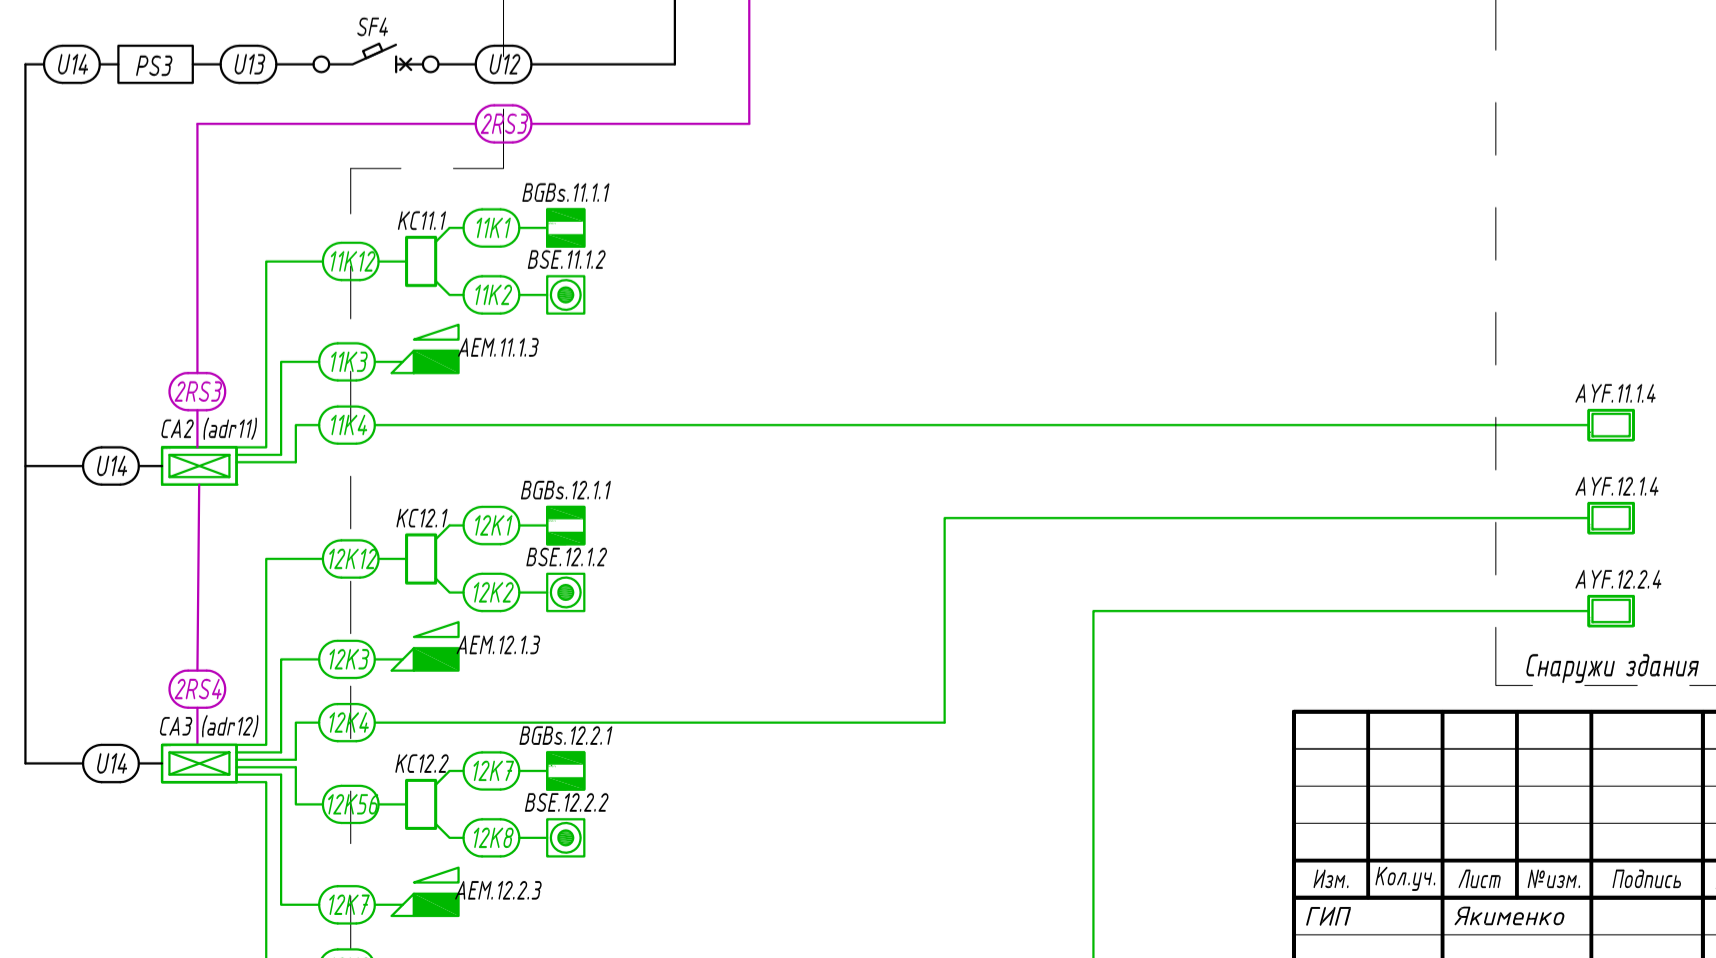 SF4
U14
PS3
U13
U12
2RS3
BGBs.11.1.1
KC11.1
11K1
BSE.11.1.2
11K12
11K2
AEM.11.1.3
11K3
2RS3
AYF.11.1.4
CA2 (adr11)
11K4
U14
BGBs.12.1.1
AYF.12.1.4
KC12.1
12K1
BSE.12.1.2
12K12
12K2
AYF.12.2.4
AEM.12.1.3
12K3
Снаружи здания
2RS4
CA3 (adr12)
12K4
BGBs.12.2.1
U14
KC12.2
12K7
BSE.12.2.2
12K56
12K8
Изм. Кол.уч. Лист №изм. Подпись
AEM.12.2.3
12K7
ГИП Якименко